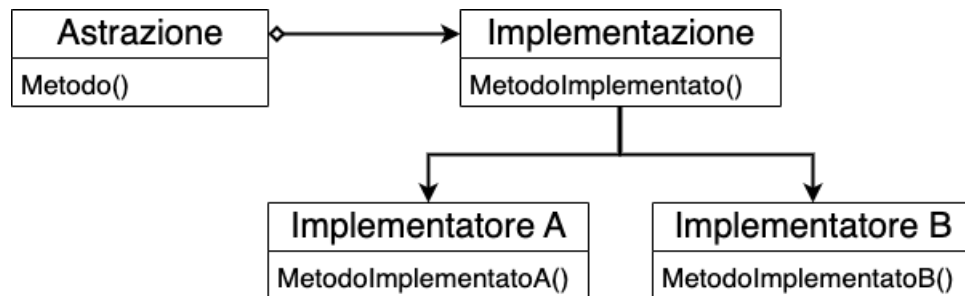 Astrazione
Metodo()
Implementazione
MetodoImplementato()
Implementatore A
MetodoImplementatoA()
Implementatore B
MetodoImplementatoB()